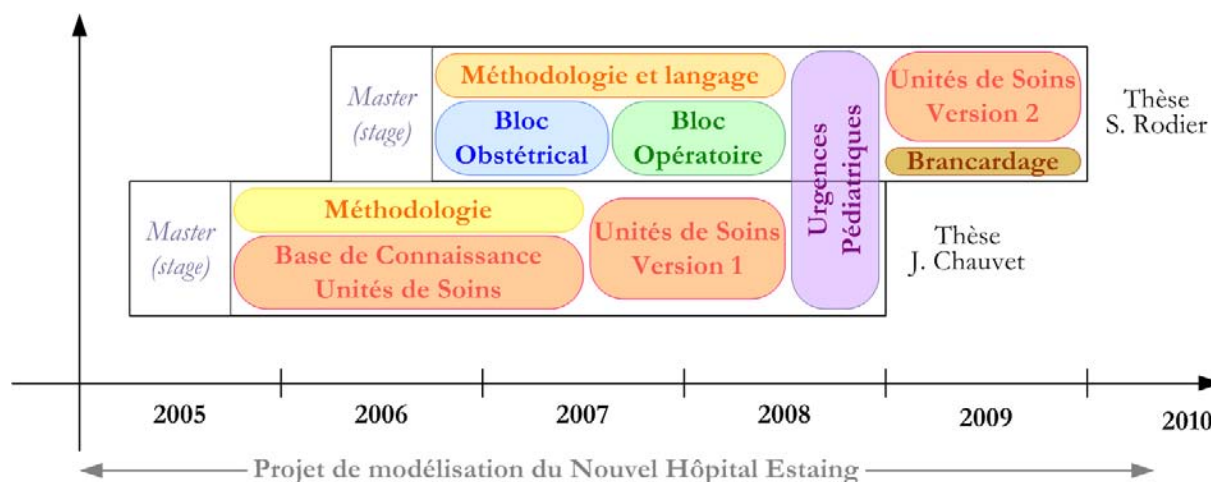 Master
(stage)
Méthodologie et langage
Bloc
Obstétrical
Bloc
Opératoire
Urgences
Pédiatriques
Unités de Soins
Version 2
Brancardage
Thèse
S. Rodier
Master
(stage)
Méthodologie
Base de Connaissance
Unités de Soins
Unités de Soins
Version 1
Thèse
J. Chauvet
2005 2006 2007 2008 2009 2010
Projet de modélisation du Nouvel Hôpital Estaing